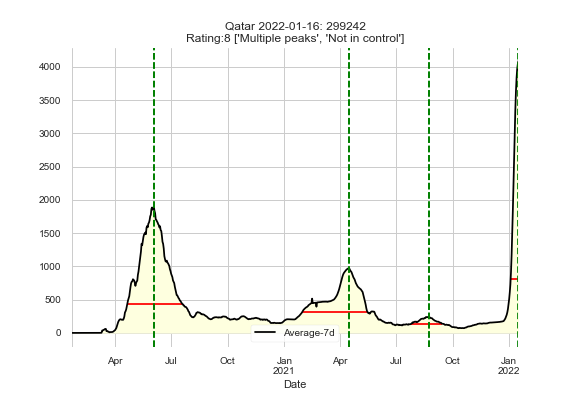 Qatar 2022-01-16: 299242
Rating:8 ['Multiple peaks', 'Not in control']
4000
3500
3000
2500
2000
1500
1000
500
0
Average-7d
Apr Jul Oct Jan Apr Jul Oct Jan
2021 2022
Date